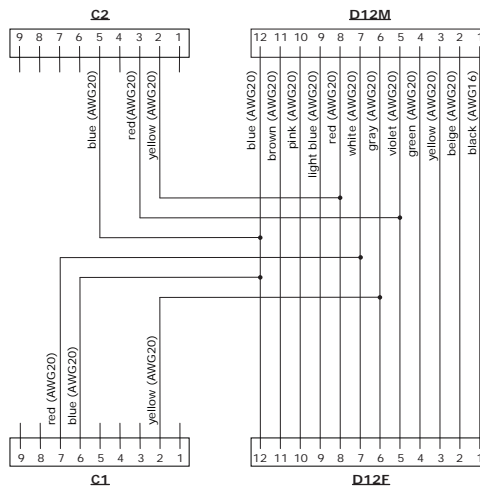 C2
D12M
9 8 7 6 5 4 3 2 1
12 11 10 9 8 7 6 5 4 3 2 1
blue (AWG20)
red(AWG20)
yellow (AWG20)
blue (AWG20)
brown (AWG20)
pink (AWG20)
light blue (AWG20)
red (AWG20)
white (AWG20)
gray (AWG20)
violet (AWG20)
green (AWG20)
yellow (AWG20)
beige (AWG20)
black (AWG16)
red (AWG20)
blue (AWG20)
yellow (AWG20)
9 8 7 6 5 4 3 2 1
12 11 10 9 8 7 6 5 4 3 2 1
C1
D12F